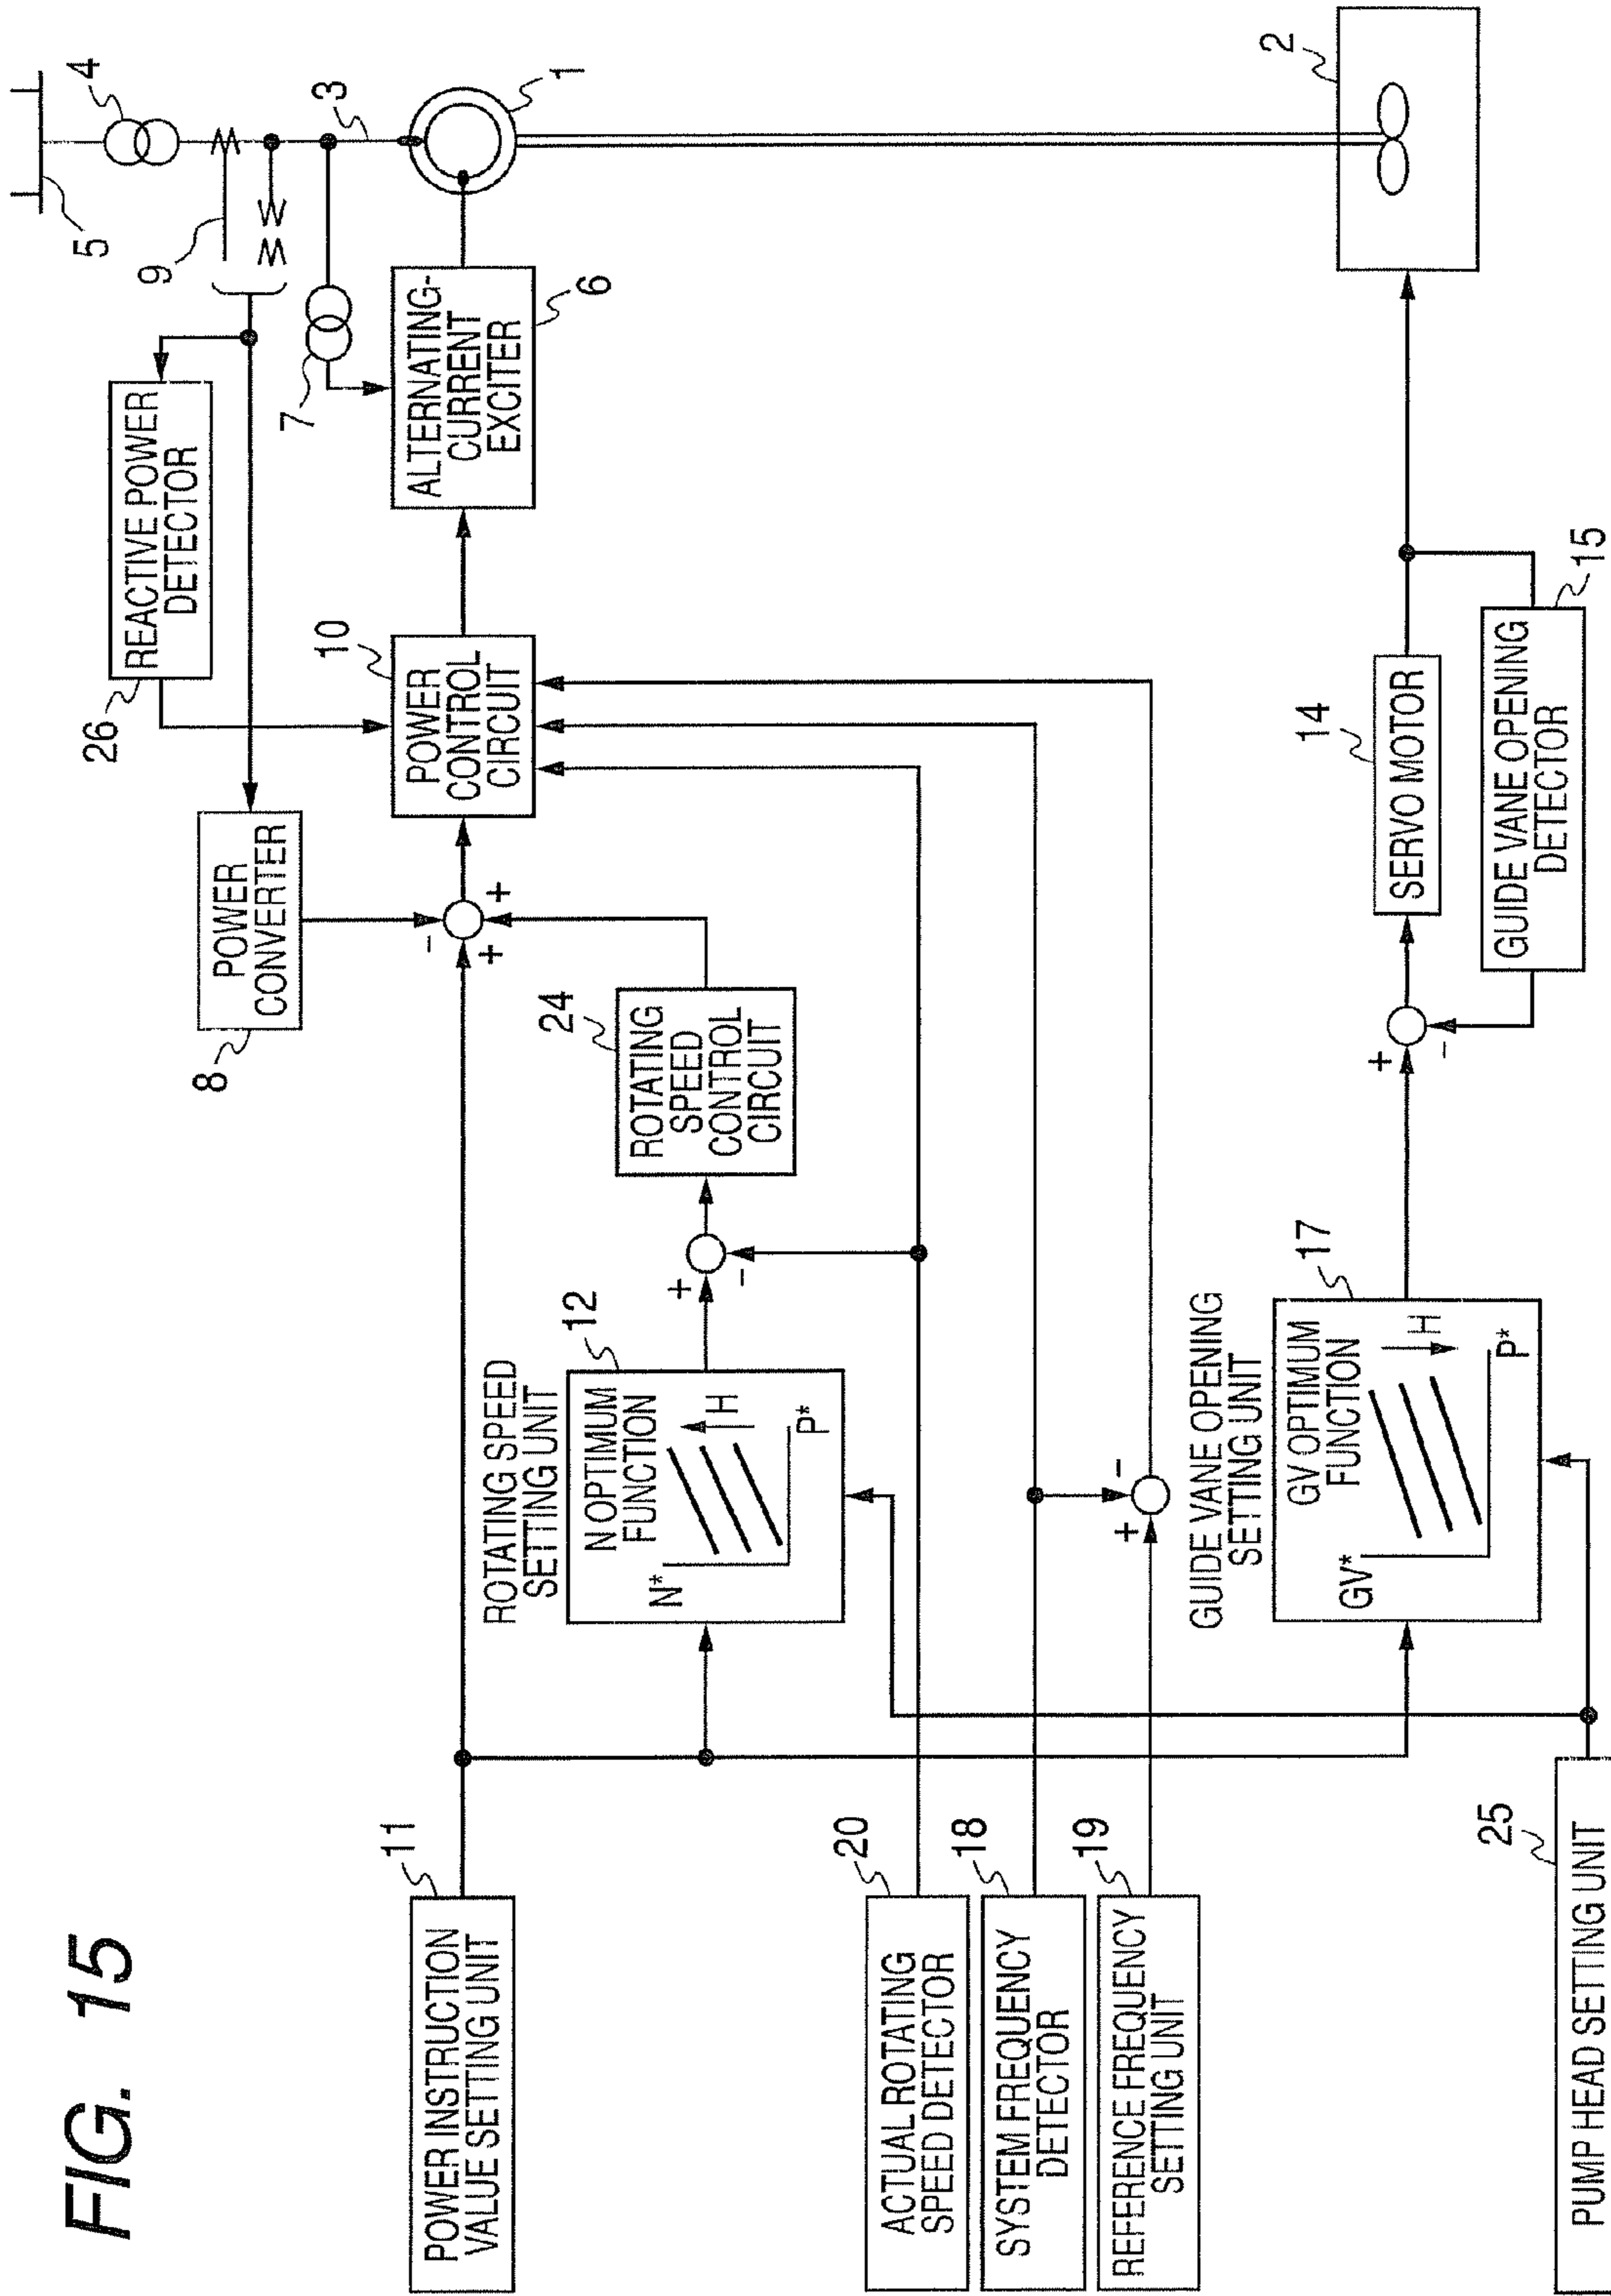 FIG. 15
5
4
9
3
1
7
2
26
REACTIVE POWER
DETECTOR
8
POWER
CONVERTER
6
ALTERNATING-
CURRENT
EXCITER
10
POWER
CONTROL
CIRCUIT
-
+
+
11
POWER INSTRUCTION
VALUE SETTING UNIT
ROTATING SPEED
SETTING UNIT
12
N OPTIMUM
FUNCTION
N*
H
P*
+
-
24
ROTATING
SPEED
CONTROL
CIRCUIT
20
ACTUAL ROTATING
SPEED DETECTOR
18
SYSTEM FREQUENCY
DETECTOR
19
REFERENCE FREQUENCY
SETTING UNIT
+
-
GUIDE VANE OPENING
SETTING UNIT
17
GV OPTIMUM
FUNCTION
GV*
H
P*
+
-
14
SERVO MOTOR
15
GUIDE VANE OPENING
DETECTOR
25
PUMP HEAD SETTING UNIT